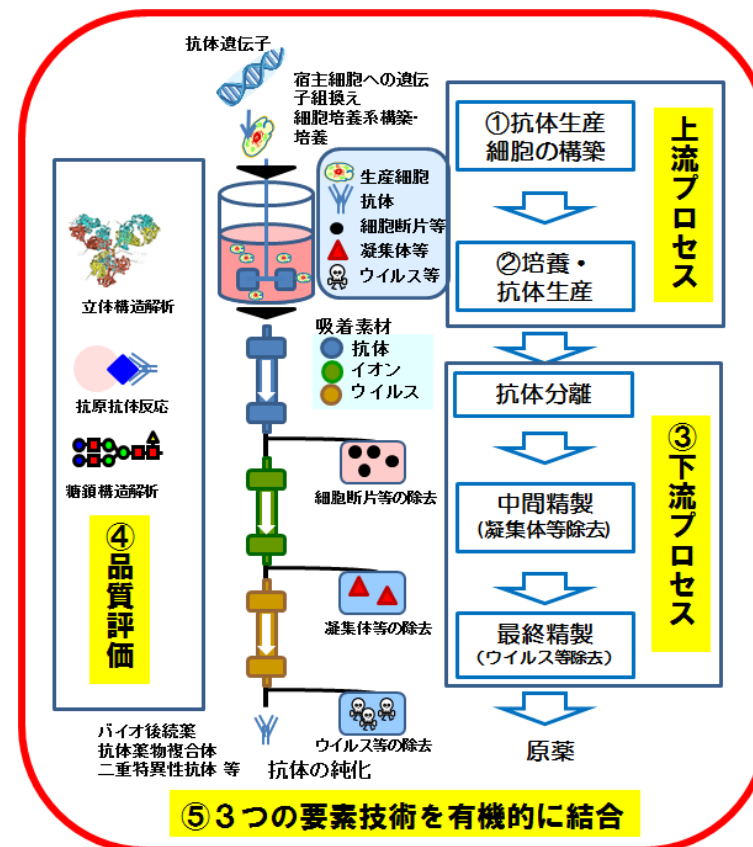 抗体遺伝子
宿主細胞への遺伝
子組換え
細胞培養系構築・
培養
生産細胞
抗体
細胞断片等
凝集体等
ウイルス等
吸着素材
抗体
イオン
ウイルス
細胞断片等の除去
凝集体等の除去
ウイルス等の除去
抗体の純化
①抗体生産
細胞の構築
②培養・
抗体生産
上流プロセス
抗体分離
中間精製
(凝集体等除去)
最終精製
(ウイルス等除去)
③下流プロセス
原薬
立体構造解析
抗原抗体反応
糖鎖構造解析
④品質評価
バイオ後続薬
抗体薬物複合体
二重特異性抗体 等
⑤3つの要素技術を有機的に結合